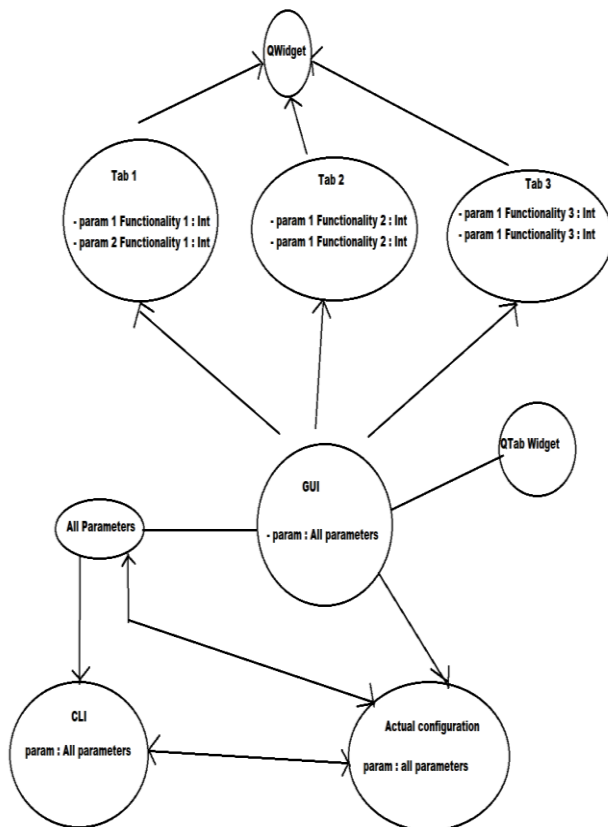 QWidget
Tab 1
- param 1 Functionality 1 : Int
- param 2 Functionality 1 : Int
Tab 2
- param 1 Functionality 2 : Int
- param 1 Functionality 2 : Int
Tab 3
- param 1 Functionality 3 : Int
- param 1 Functionality 3 : Int
QTab Widget
GUI
- param : All parameters
All Parameters
CLI
param : All parameters
Actual configuration
param : all parameters